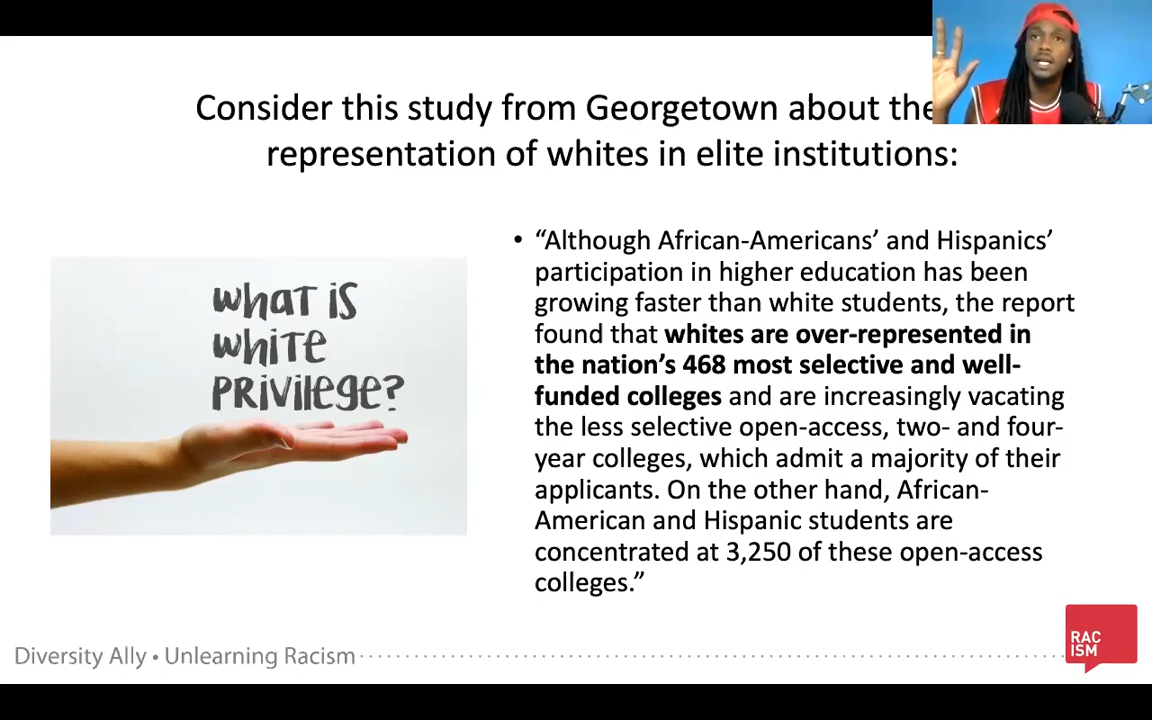 Consider this study from Georgetown about the
representation of whites in elite institutions:
WHAT IS
WHITE
PRIVILEGE?
• “Although African-Americans’ and Hispanics’
participation in higher education has been
growing faster than white students, the report
found that whites are over-represented in
the nation’s 468 most selective and well-
funded colleges and are increasingly vacating
the less selective open-access, two- and four-
year colleges, which admit a majority of their
applicants. On the other hand, African-
American and Hispanic students are
concentrated at 3,250 of these open-access
colleges.”
Diversity Ally • Unlearning Racism
RAC
ISM